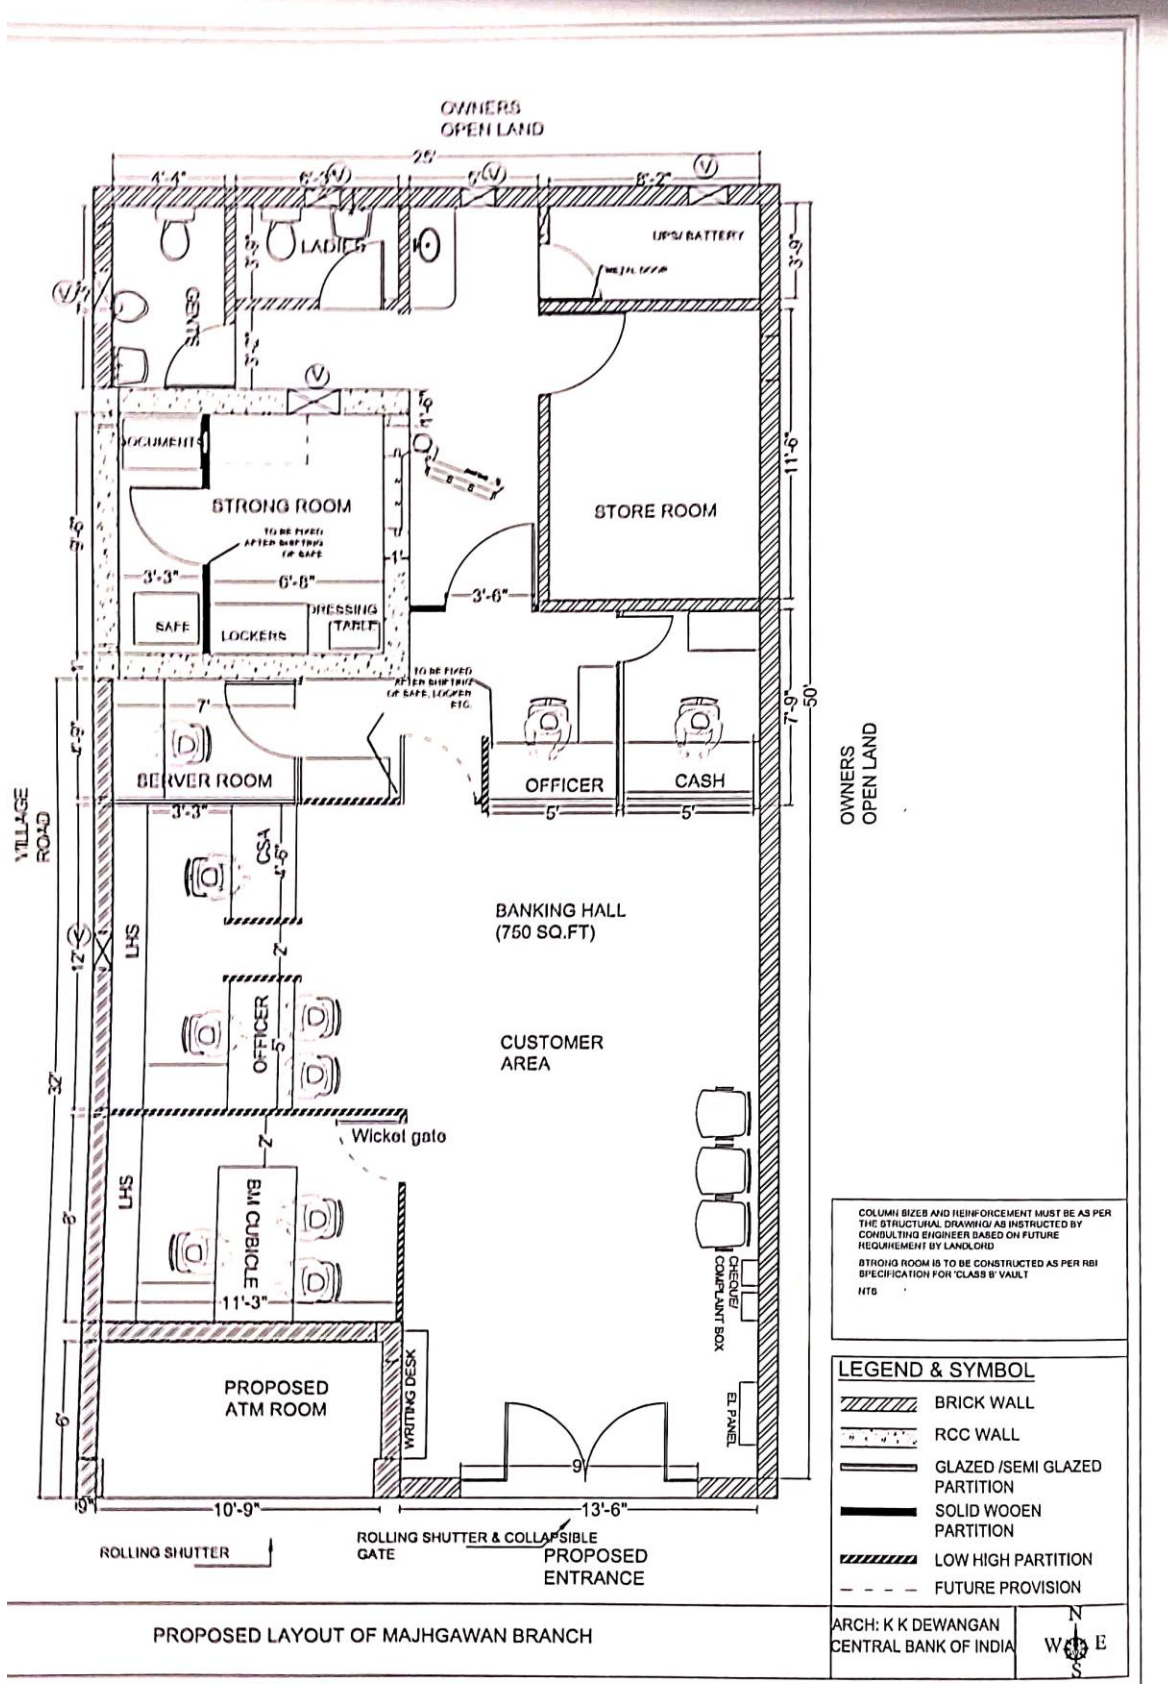 OWNERS
OPEN LAND
25'
4'-4"
6'-3"
V
V
8'-2"
V
LADIES
UPS/ BATTERY
METAL DOOR
3'-9"
3'-9"
V
GENTS
V
DOCUMENTS
11'-6"
STRONG ROOM
STORE ROOM
TO BE FIXED
AFTER SHIFTING
OF SAFE
9'-6"
1'
3'-3"
6'-8"
3'-6"
SAFE
LOCKERS
DRESSING
TABLE
1'
TO BE FIXED
AFTER SHIFTING
OF SAFE, LOCKER
ETC.
7'
4'-9"
7'-9"
50'
SERVER ROOM
OFFICER
CASH
OWNERS
OPEN LAND
VILLAGE
ROAD
3'-3"
5'
5'
CSA
4'-6"
BANKING HALL
(750 SQ.FT)
V
12'
LHS
2'
OFFICER
5'
CUSTOMER
AREA
32'
Wicket gate
2'
LHS
8'
BM CUBICLE
11'-3"
CHEQUE/
COMPLAINT BOX
COLUMN SIZES AND REINFORCEMENT MUST BE AS PER
THE STRUCTURAL DRAWING/ AS INSTRUCTED BY
CONSULTING ENGINEER BASED ON FUTURE
REQUIREMENT BY LANDLORD
STRONG ROOM IS TO BE CONSTRUCTED AS PER RBI
SPECIFICATION FOR 'CLASS B' VAULT
NTS
PROPOSED
ATM ROOM
WRITING DESK
EL PANEL
6'
9'
9"
10'-9"
13'-6"
ROLLING SHUTTER
ROLLING SHUTTER & COLLAPSIBLE
GATE
PROPOSED
ENTRANCE
LEGEND & SYMBOL
BRICK WALL
RCC WALL
GLAZED /SEMI GLAZED
PARTITION
SOLID WOOEN
PARTITION
LOW HIGH PARTITION
FUTURE PROVISION
PROPOSED LAYOUT OF MAJHGAWAN BRANCH
ARCH: K K DEWANGAN
CENTRAL BANK OF INDIA
N
W E
S